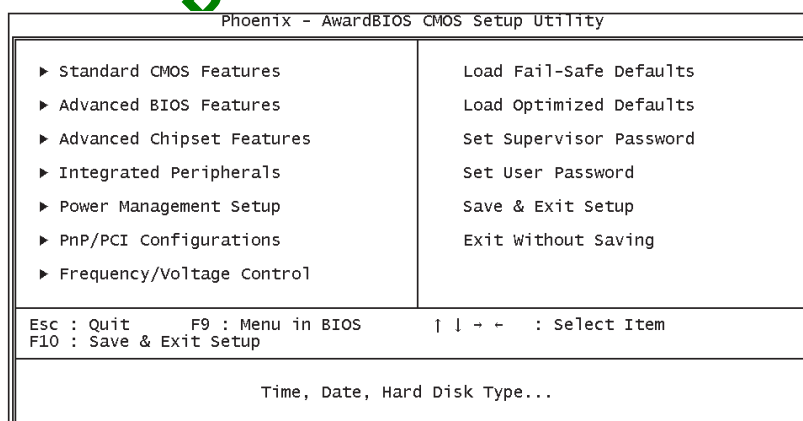 Phoenix - AwardBIOS CMOS Setup Utility
▶ Standard CMOS Features
▶ Advanced BIOS Features
▶ Advanced Chipset Features
▶ Integrated Peripherals
▶ Power Management Setup
▶ PnP/PCI Configurations
▶ Frequency/Voltage Control
Load Fail-Safe Defaults
Load Optimized Defaults
Set Supervisor Password
Set User Password
Save & Exit Setup
Exit Without Saving
Esc : Quit F9 : Menu in BIOS ↑ ↓ → ← : Select Item
F10 : Save & Exit Setup
Time, Date, Hard Disk Type...